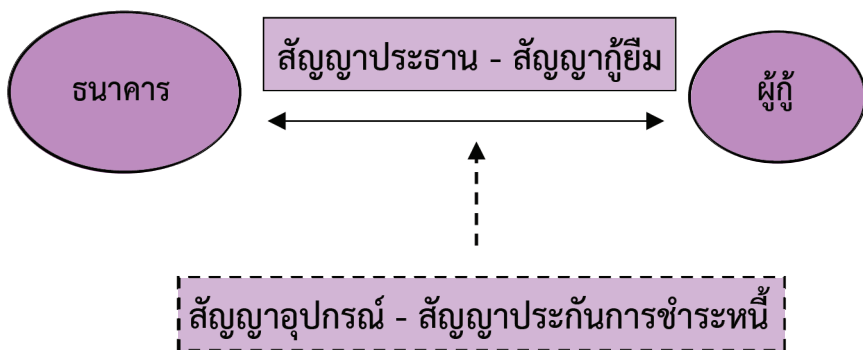 ธนาคาร
สัญญาประธาน - สัญญากู้ยืม
ผู้กู้
สัญญาอุปกรณ์ - สัญญาประกันการชำระหนี้